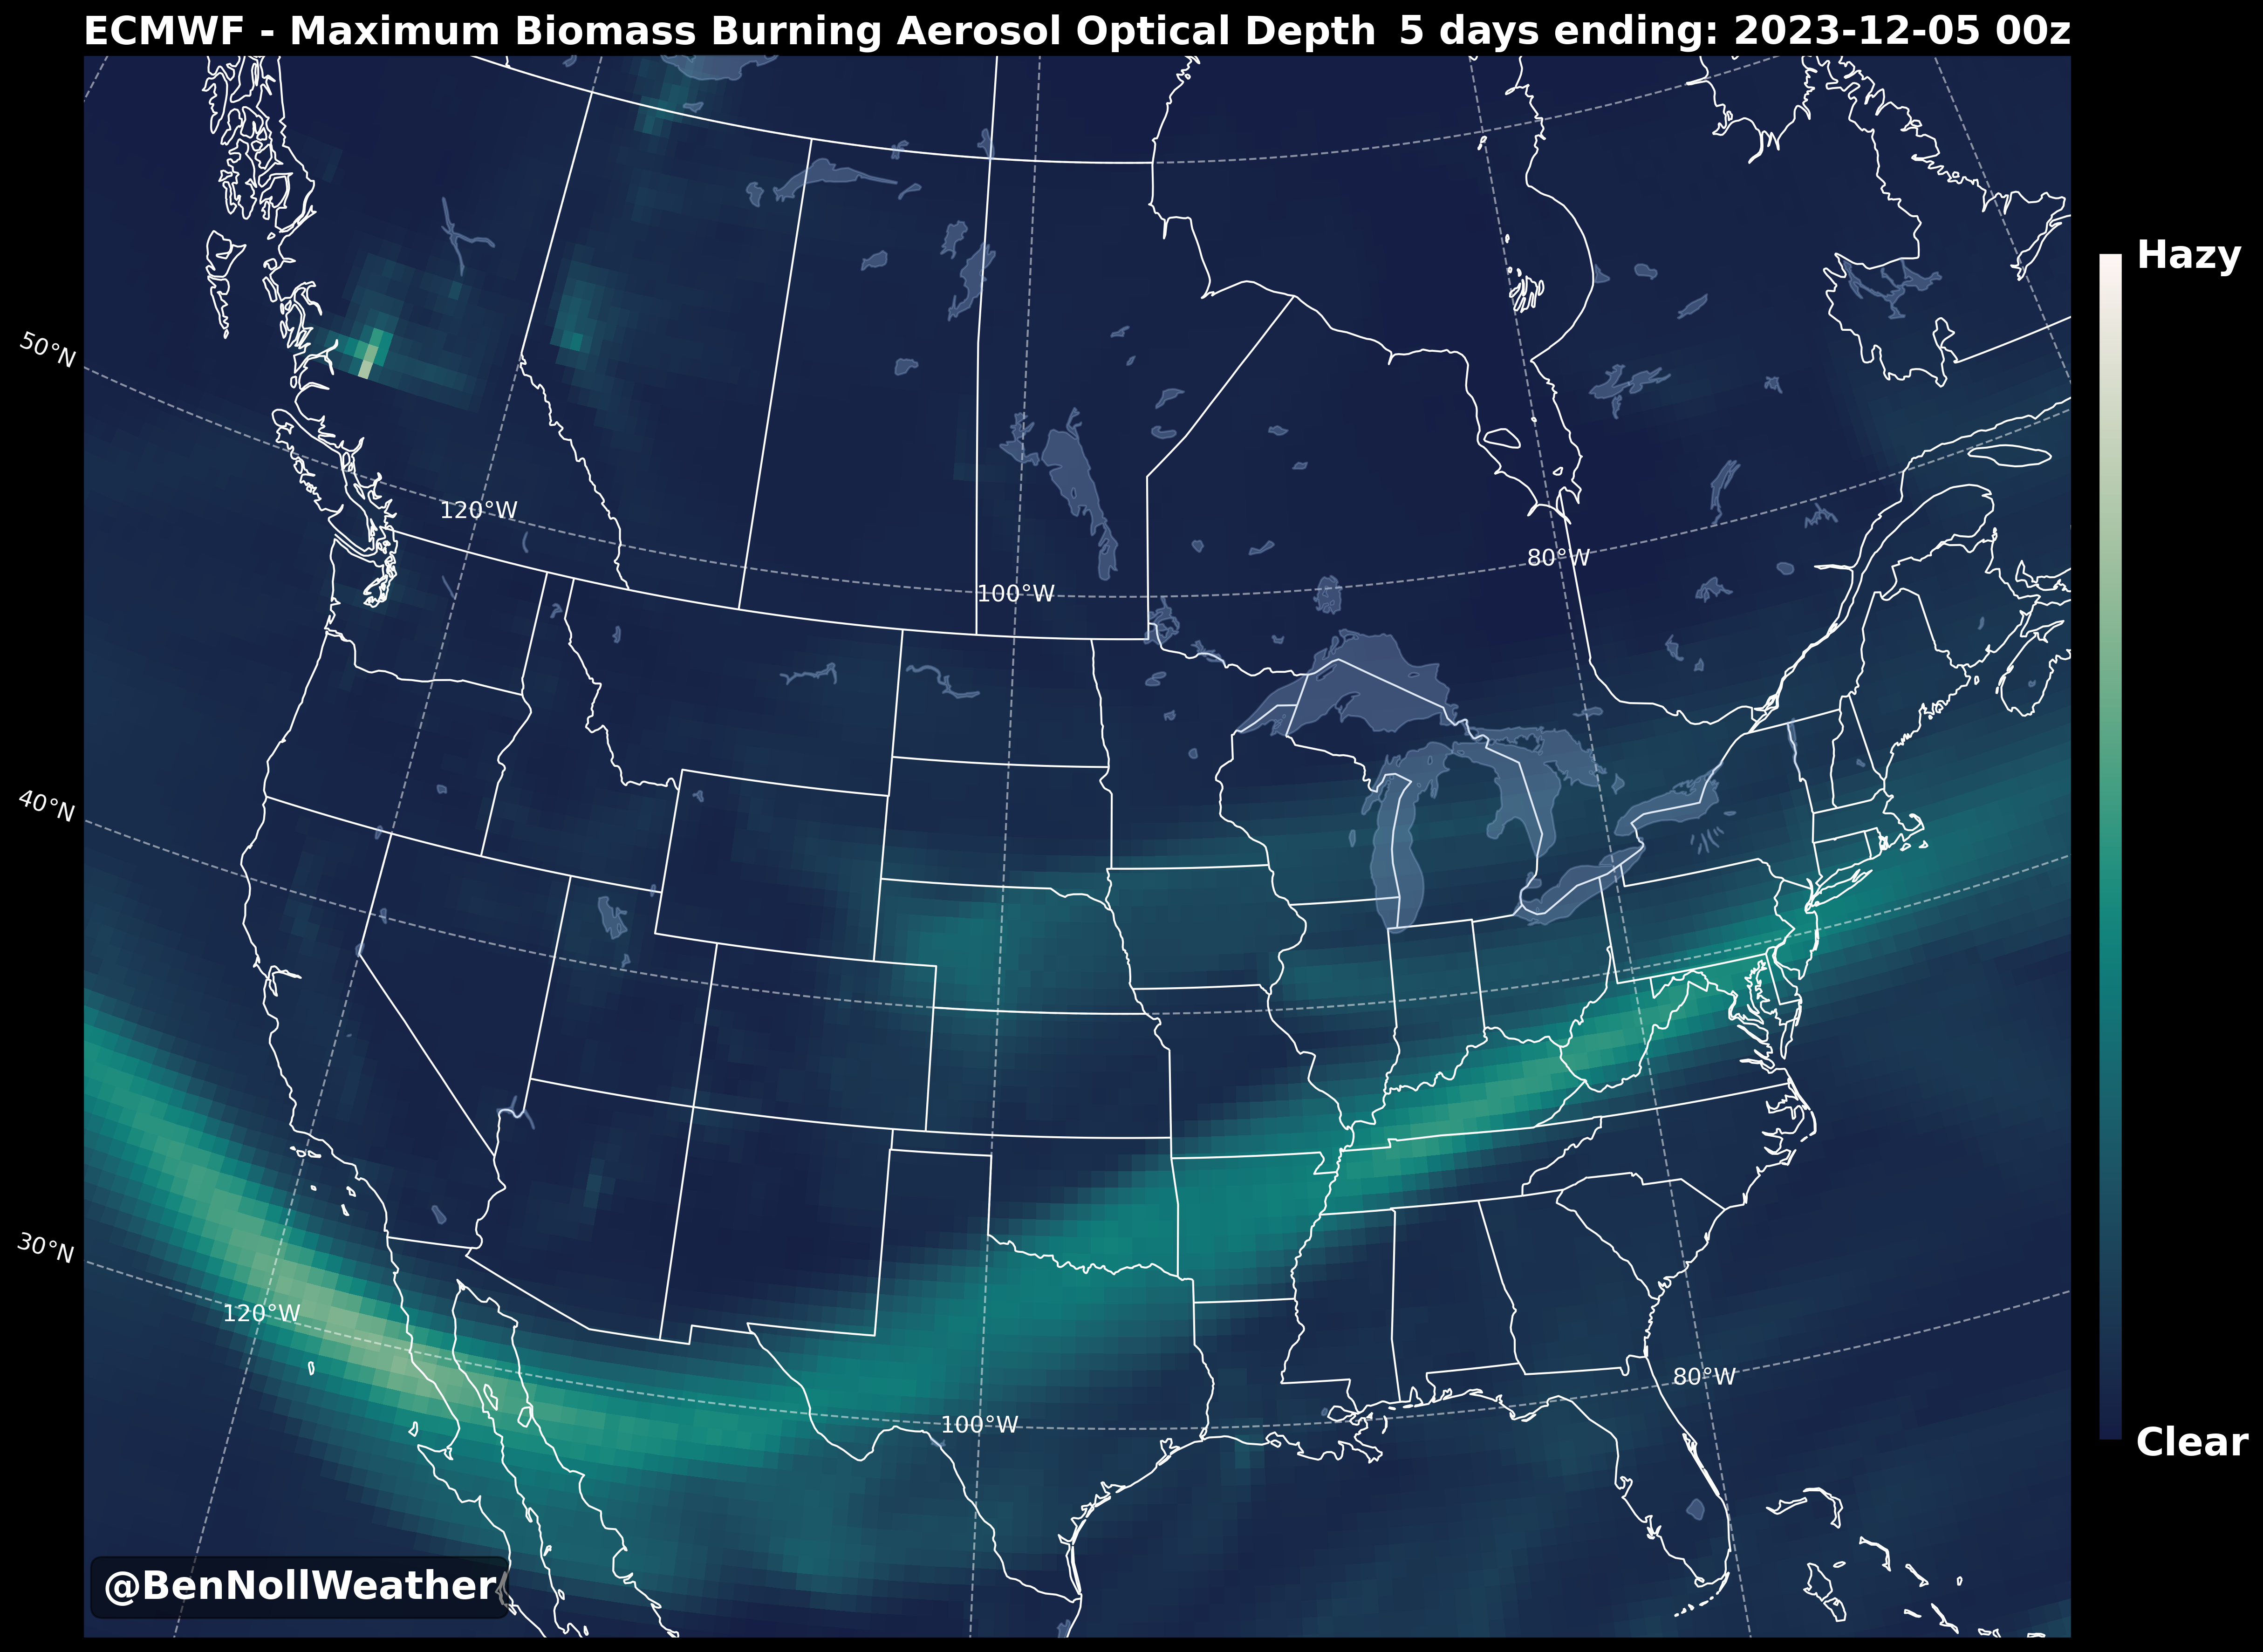 ECMWF - Maximum Biomass Burning Aerosol Optical Depth 5 days ending: 2023-12-05 00z
Hazy
50°N
120°W
80°W
100°W
40°N
30°N
120°W
80°W
100°W
Clear
@BenNollWeather